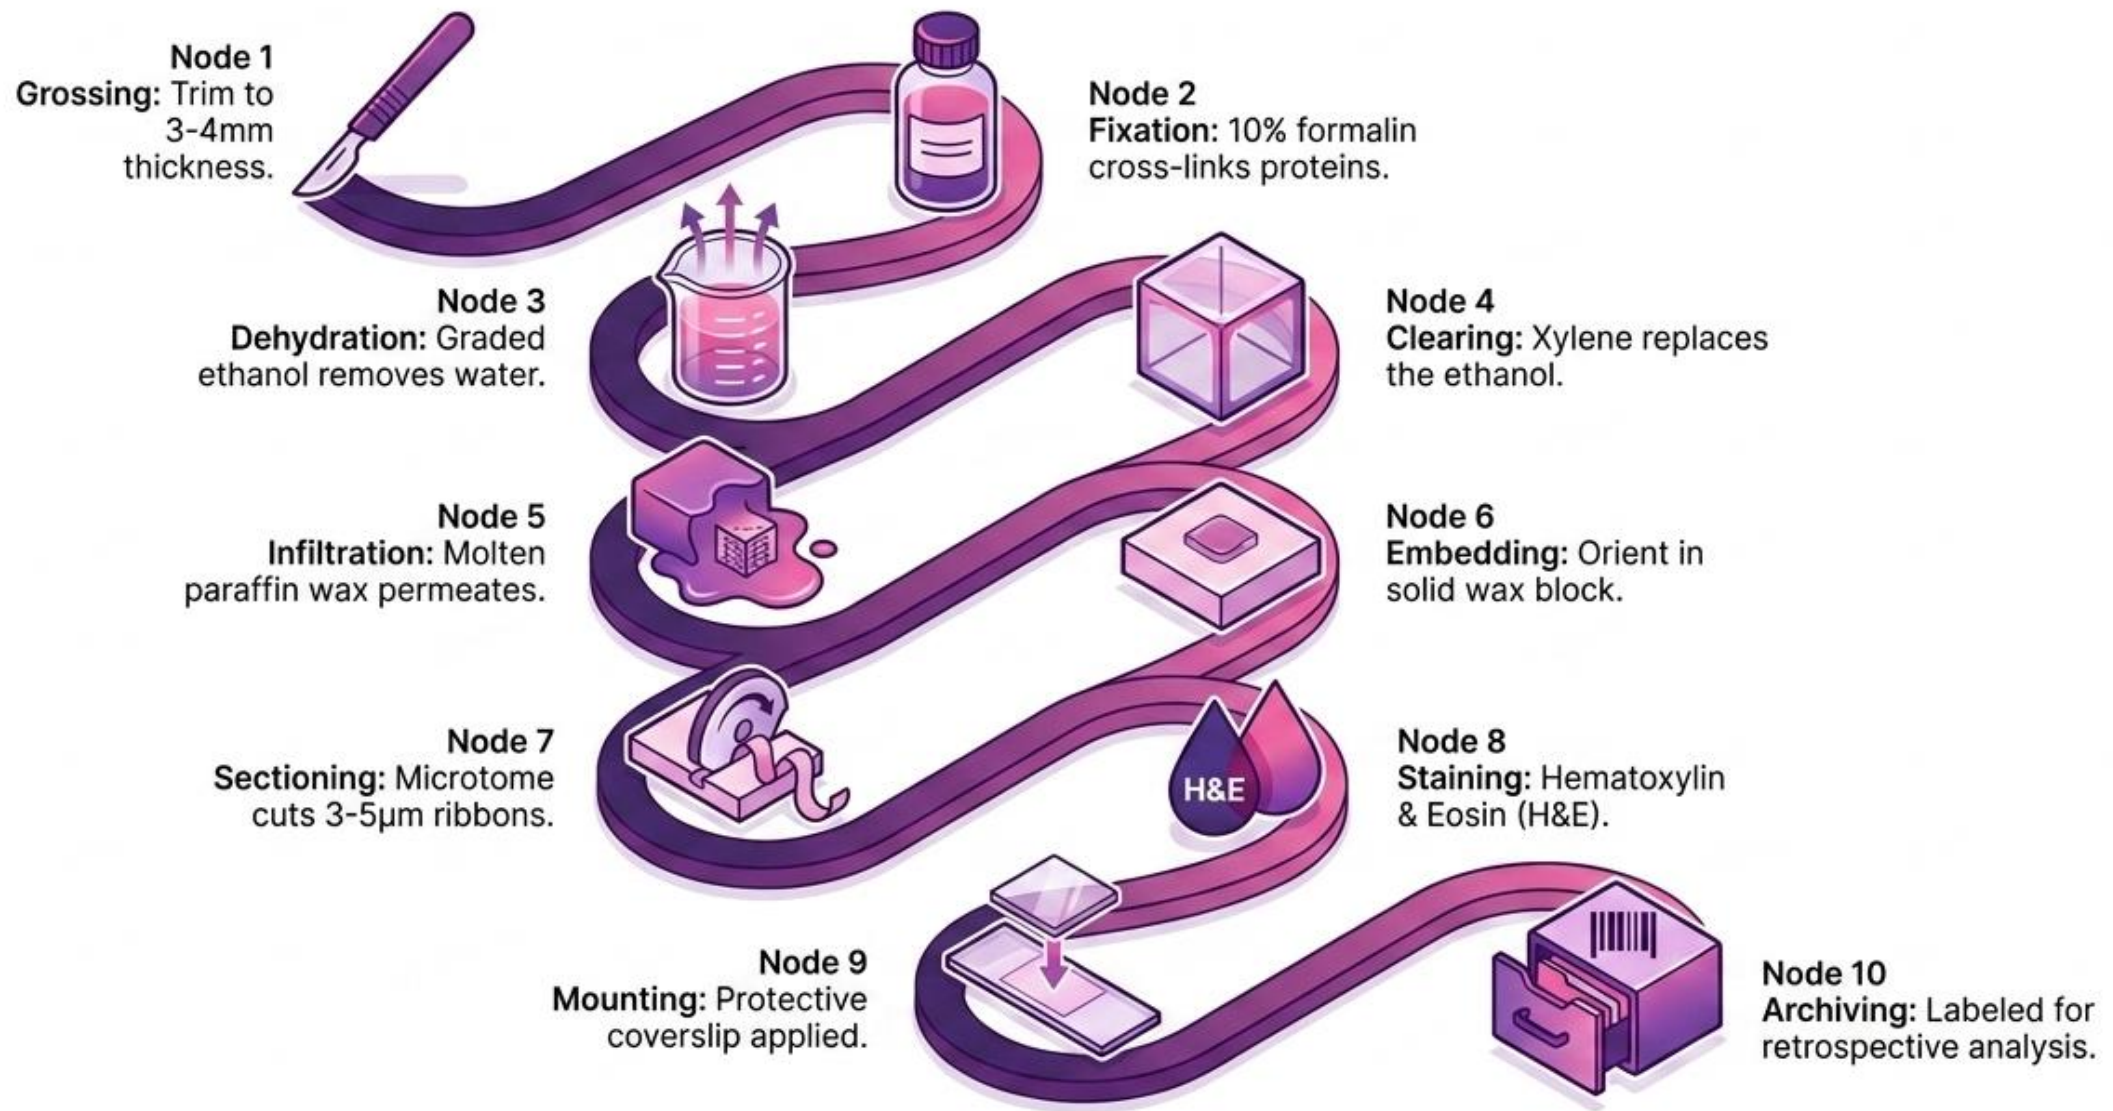 Node 1
Grossing: Trim to
3-4mm
thickness.
Node 2
Fixation: 10% formalin
cross-links proteins.
Node 3
Dehydration: Graded
ethanol removes water.
Node 4
Clearing: Xylene replaces
the ethanol.
Node 5
Infiltration: Molten
paraffin wax permeates.
Node 6
Embedding: Orient in
solid wax block.
Node 7
Sectioning: Microtome
cuts 3-5μm ribbons.
H&E
Node 8
Staining: Hematoxylin
& Eosin (H&E).
Node 9
Mounting: Protective
coverslip applied.
Node 10
Archiving: Labeled for
retrospective analysis.